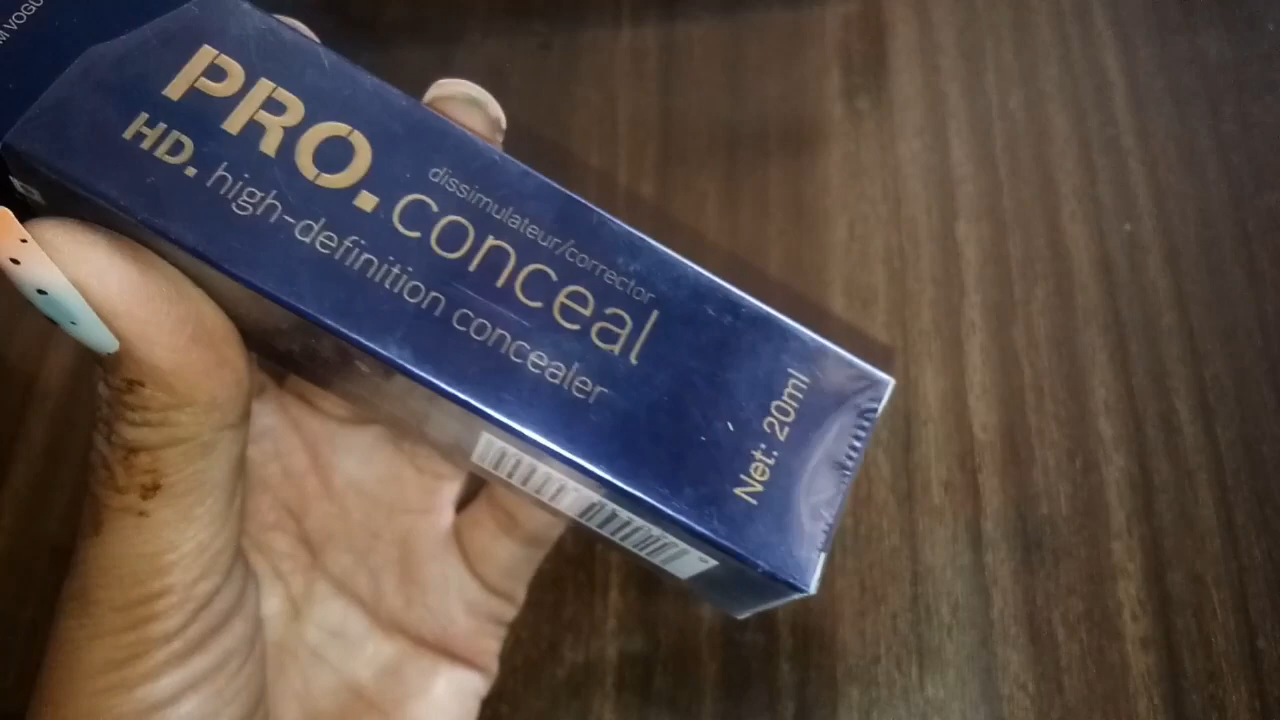 PRO.conceal
dissimulateur/corrector
HD. high-definition concealer
Net: 20ml